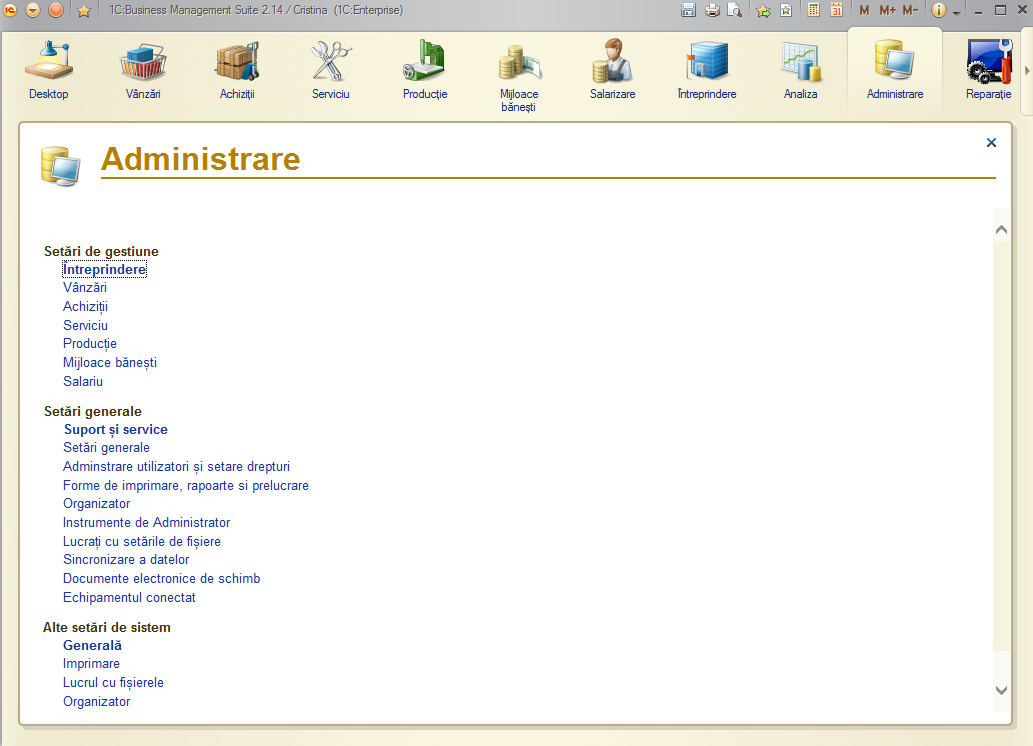 1C:Business Management Suite 2.14 / Cristina (1C:Enterprise)
31
M M+ M-
Desktop
Vânzări
Achiziții
Serviciu
Producție
Mijloace bănești
Salarizare
Întreprindere
Analiza
Administrare
Reparație
Administrare
Setări de gestiune
Întreprindere
Vânzări
Achiziții
Serviciu
Producție
Mijloace bănești
Salariu
Setări generale
Suport și service
Setări generale
Adminstrare utilizatori și setare drepturi
Forme de imprimare, rapoarte si prelucrare
Organizator
Instrumente de Administrator
Lucrați cu setările de fișiere
Sincronizare a datelor
Documente electronice de schimb
Echipamentul conectat
Alte setări de sistem
Generală
Imprimare
Lucrul cu fișierele
Organizator